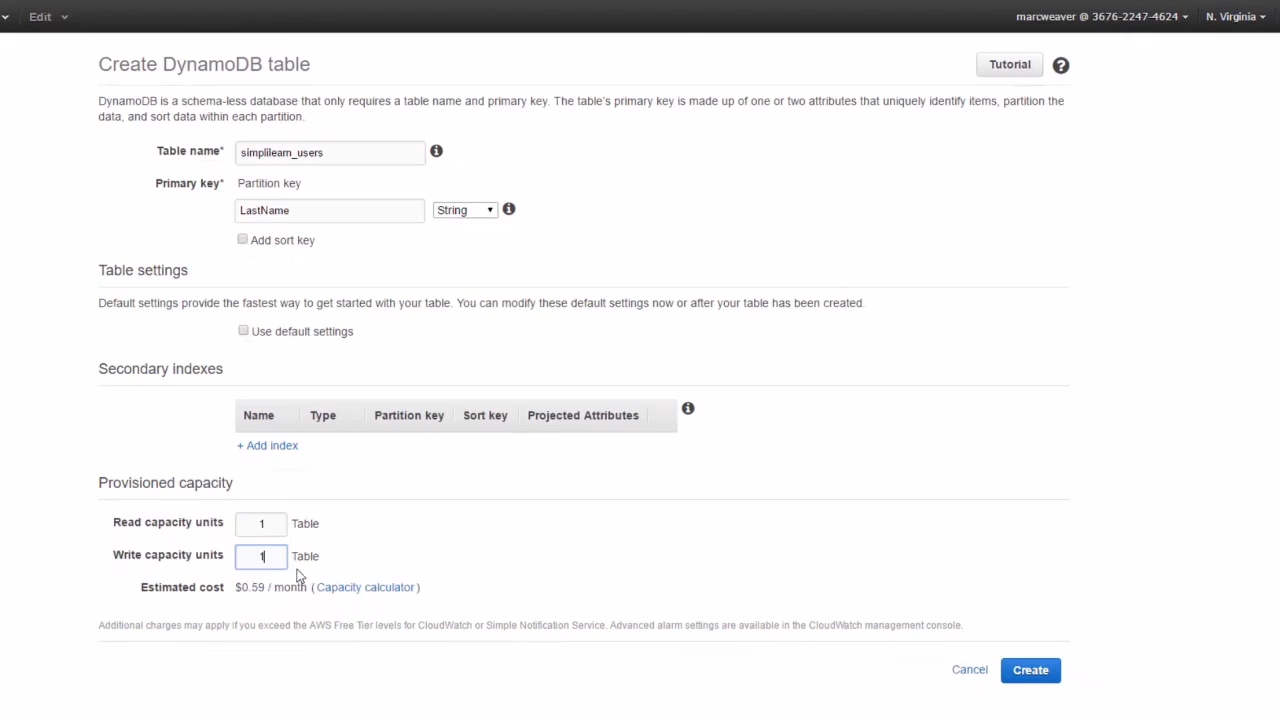 Edit marcweaver @ 3676-2247-4624 N. Virginia
Create DynamoDB table Tutorial ?
DynamoDB is a schema-less database that only requires a table name and primary key. The table's primary key is made up of one or two attributes that uniquely identify items, partition the
data, and sort data within each partition.
Table name* simplilearn_users
Primary key* Partition key
LastName String
Add sort key
Table settings
Default settings provide the fastest way to get started with your table. You can modify these default settings now or after your table has been created.
Use default settings
Secondary indexes
Name Type Partition key Sort key Projected Attributes
+ Add index
Provisioned capacity
Read capacity units 1 Table
Write capacity units 1 Table
Estimated cost $0.59 / month ( Capacity calculator )
Additional charges may apply if you exceed the AWS Free Tier levels for CloudWatch or Simple Notification Service. Advanced alarm settings are available in the CloudWatch management console.
Cancel Create